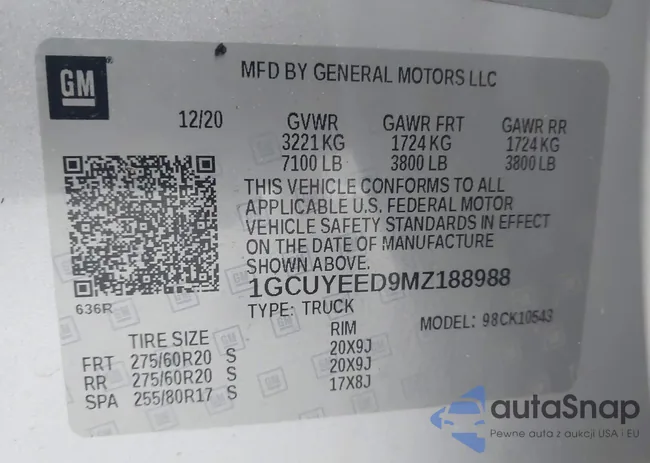 GM
MFD BY GENERAL MOTORS LLC
12/20 GVWR GAWR FRT GAWR RR
3221 KG 1724 KG 1724 KG
7100 LB 3800 LB 3800 LB
THIS VEHICLE CONFORMS TO ALL
APPLICABLE U.S. FEDERAL MOTOR
VEHICLE SAFETY STANDARDS IN EFFECT
ON THE DATE OF MANUFACTURE
SHOWN ABOVE.
1GCUYEED9MZ188988
636R
TYPE: TRUCK
MODEL: 98CK10543
TIRE SIZE RIM
FRT 275/60R20 S 20X9J
RR 275/60R20 S 20X9J
SPA 255/80R17 S 17X8J
autaSnap
Pewne auta z aukcji USA i EU